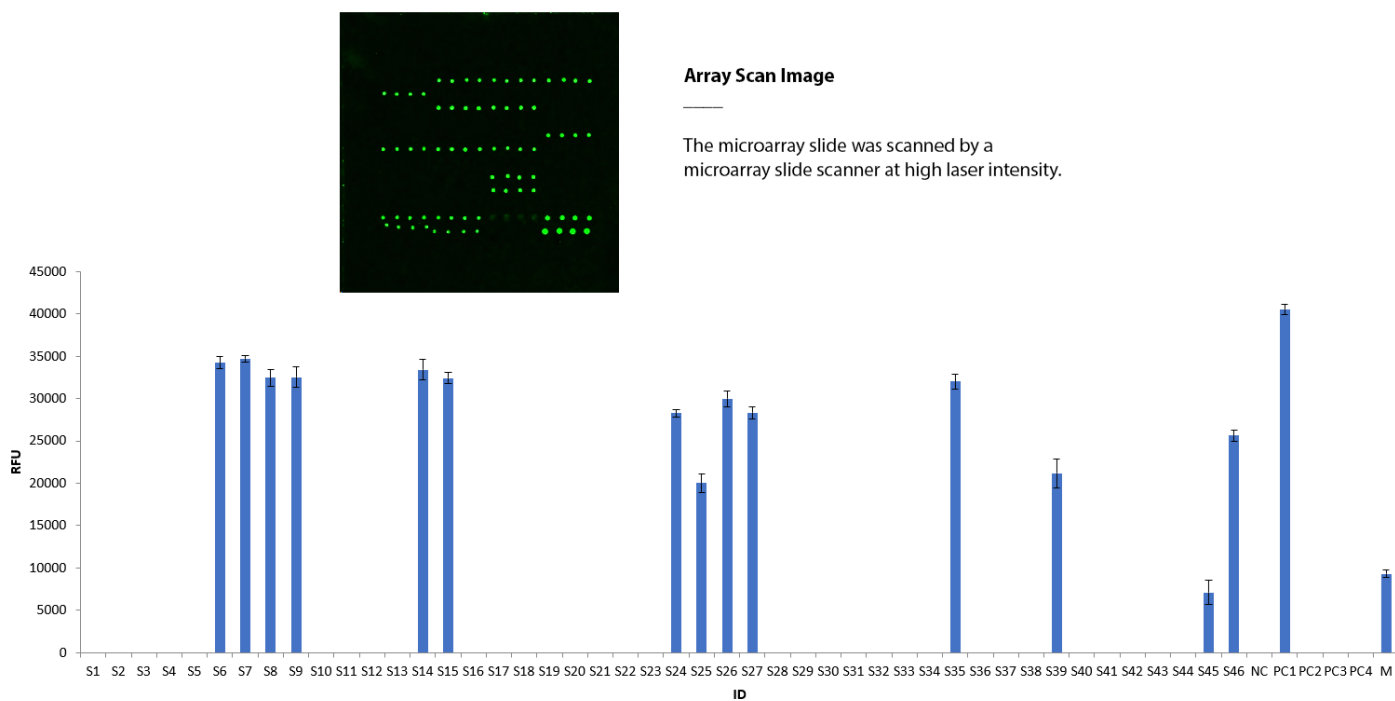 Array Scan Image
The microarray slide was scanned by a
microarray slide scanner at high laser intensity.
45000
40000
35000
30000
25000
20000
15000
10000
5000
0
RFU
S1 S2 S3 S4 S5 S6 S7 S8 S9 S10 S11 S12 S13 S14 S15 S16 S17 S18 S19 S20 S21 S22 S23 S24 S25 S26 S27 S28 S29 S30 S31 S32 S33 S34 S35 S36 S37 S38 S39 S40 S41 S42 S43 S44 S45 S46 NC PC1 PC2 PC3 PC4 M
ID